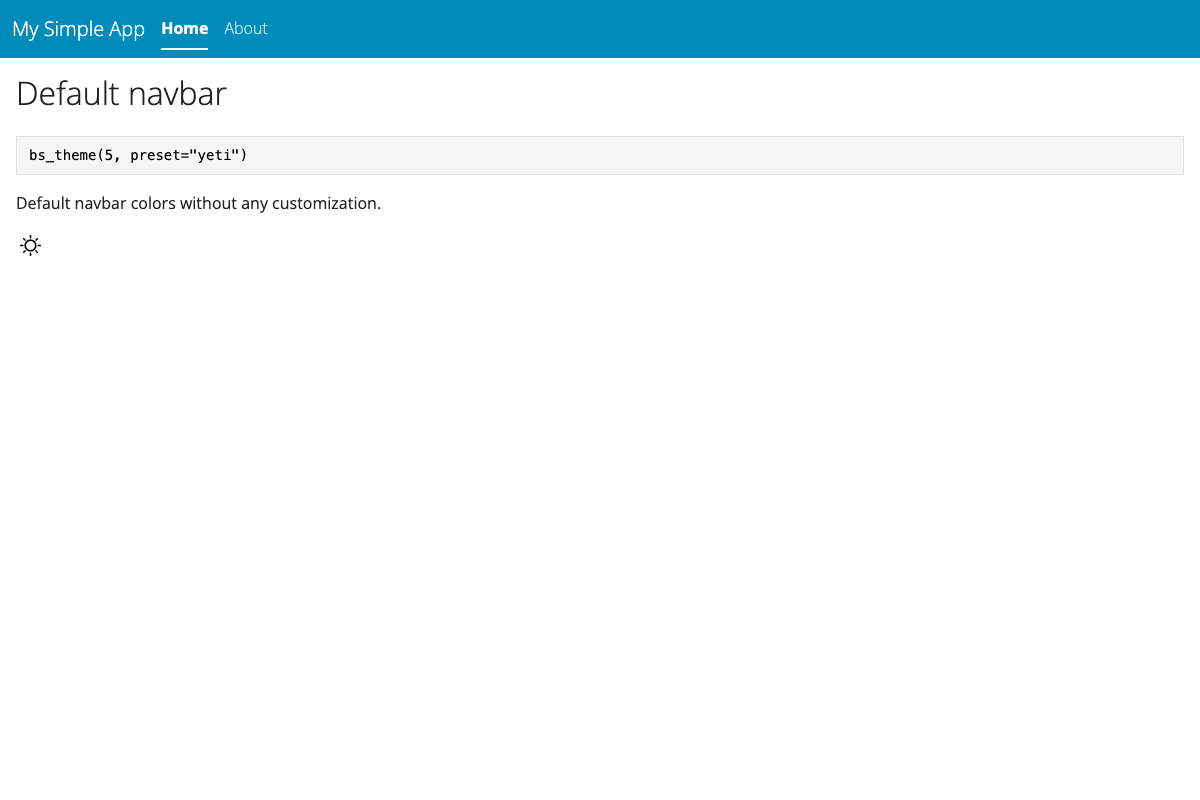 My Simple App Home About
Default navbar
bs_theme(5, preset="yeti")
Default navbar colors without any customization.